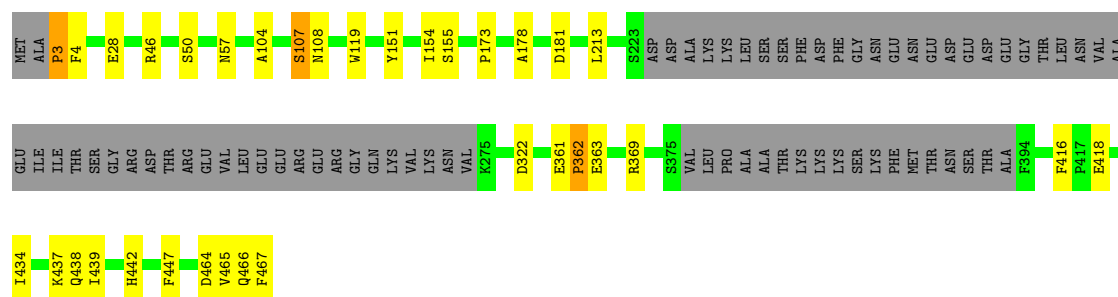 MET ALA P3 F4 E28 R46 S50 N57 A104 S107 N108 W119 Y151 I154 S155 P173 A178 D181 L213 S223 ASP ASP ALA LYS LYS LEU SER SER PHE ASP PHE GLY ASN GLU ASN GLU ASP GLU ASP GLU GLY THR LEU ASN VAL ALA
GLU ILE ILE THR SER GLY ARG ASP THR ARG GLU VAL LEU GLU GLU ARG GLU ARG GLY GLN LYS VAL LYS ASN VAL K275 D322 E361 P362 E363 R369 S375 VAL LEU PRO ALA ALA THR LYS LYS LYS SER LYS PHE MET THR ASN SER THR ALA F394 F416 P417 E418
I434 K437 Q438 I439 H442 F447 D464 V465 Q466 F467